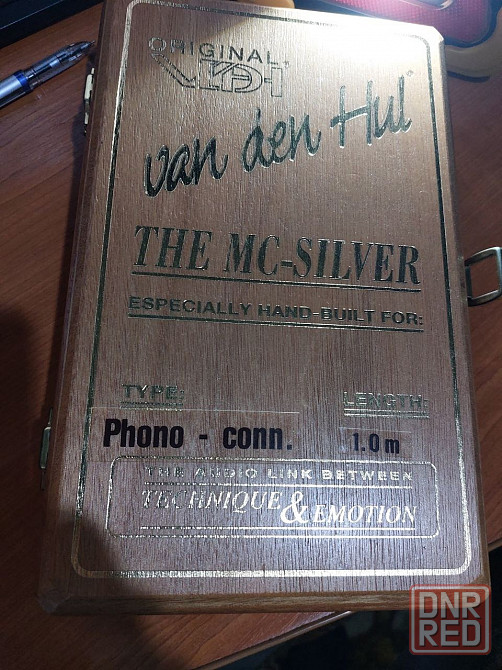 ORIGINAL
van den Hul
THE MC-SILVER
ESPECIALLY HAND-BUILT FOR:
TYPE: LENGTH:
Phono - conn. 1.0 m
THE AUDIO LINK BETWEEN
TECHNIQUE & EMOTION
DNR
RED